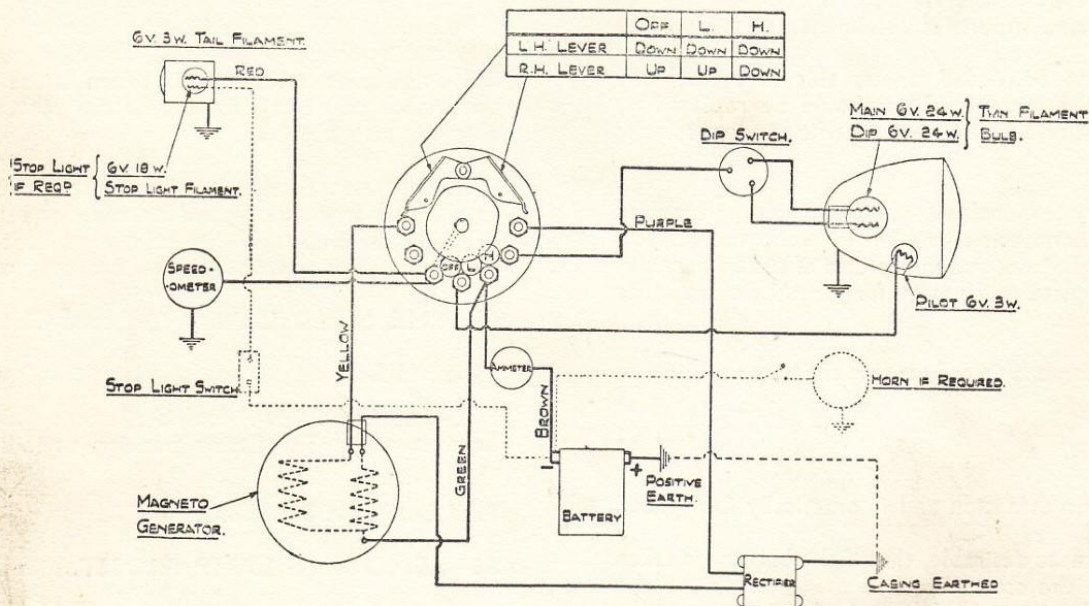 OFF L. H.
L.H. LEVER DOWN DOWN DOWN
R.H. LEVER UP UP DOWN
6V. 3W. TAIL FILAMENT.
RED
STOP LIGHT
IF REQD
6V. 18 W.
STOP LIGHT FILAMENT.
DIP SWITCH.
MAIN 6V. 24 W.
DIP 6V. 24 W.
TWIN FILAMENT
BULB.
PURPLE
OFF L H
SPEED-
OMETER
PILOT 6V. 3W.
YELLOW
STOP LIGHT SWITCH
AMMETER
HORN IF REQUIRED.
BROWN
GREEN
- +
POSITIVE
EARTH.
BATTERY
MAGNETO
GENERATOR.
RECTIFIER
CASING EARTHED